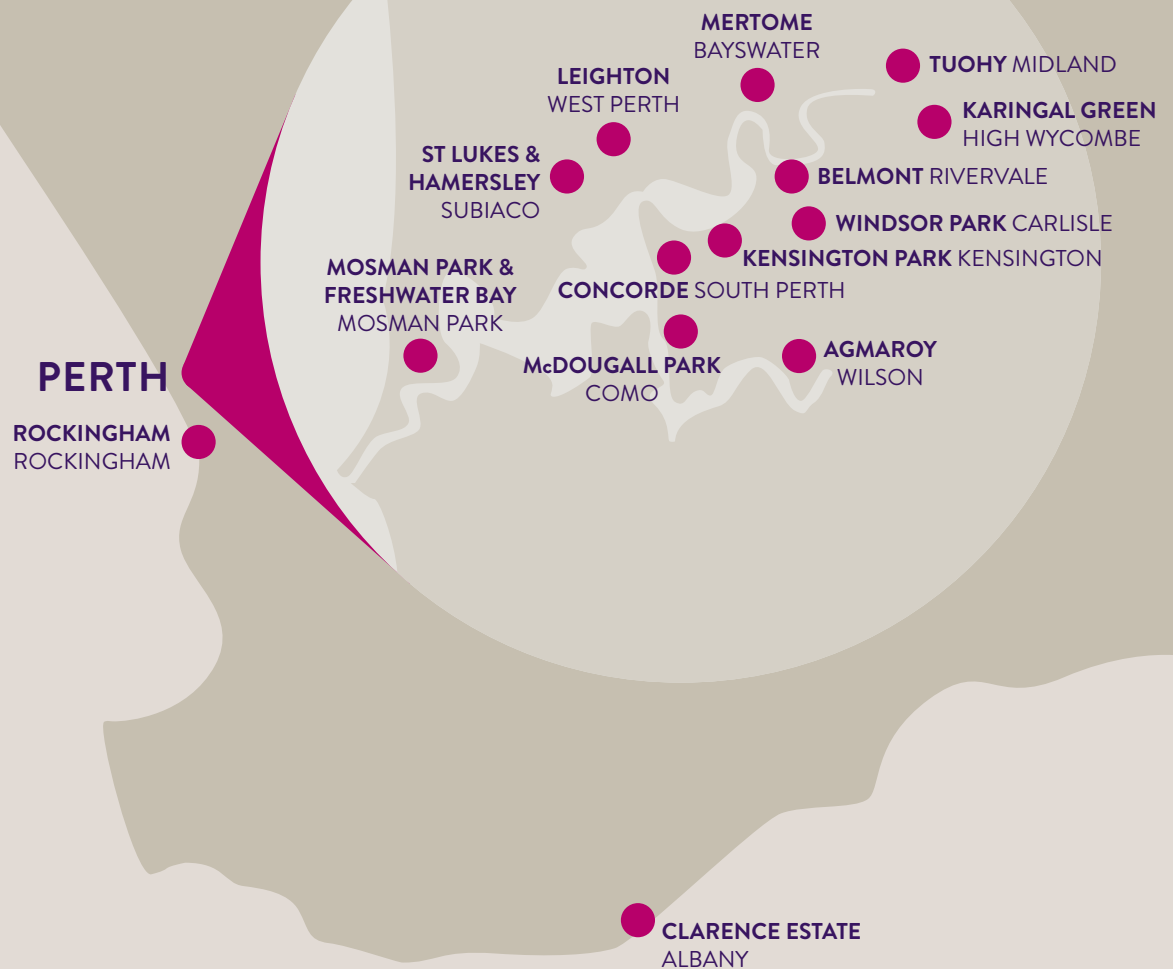 MERTOME
BAYSWATER
TUOHY MIDLAND
LEIGHTON
WEST PERTH
KARINGAL GREEN
HIGH WYCOMBE
ST LUKES &
HAMERSLEY
SUBIACO
BELMONT RIVERVALE
WINDSOR PARK CARLISLE
KENSINGTON PARK KENSINGTON
MOSMAN PARK &
FRESHWATER BAY
MOSMAN PARK
CONCORDE SOUTH PERTH
McDOUGALL PARK
COMO
AGMAROY
WILSON
PERTH
ROCKINGHAM
ROCKINGHAM
CLARENCE ESTATE
ALBANY